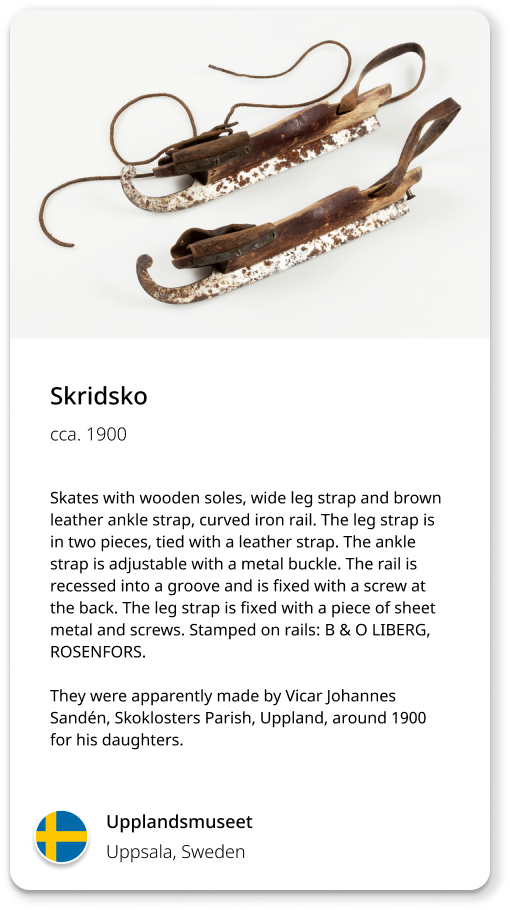 Skridsko
cca. 1900
Skates with wooden soles, wide leg strap and brown
leather ankle strap, curved iron rail. The leg strap is
in two pieces, tied with a leather strap. The ankle
strap is adjustable with a metal buckle. The rail is
recessed into a groove and is fixed with a screw at
the back. The leg strap is fixed with a piece of sheet
metal and screws. Stamped on rails: B & O LIBERG,
ROSENFORS.
They were apparently made by Vicar Johannes
Sandén, Skoklosters Parish, Uppland, around 1900
for his daughters.
Upplandsmuseet
Uppsala, Sweden